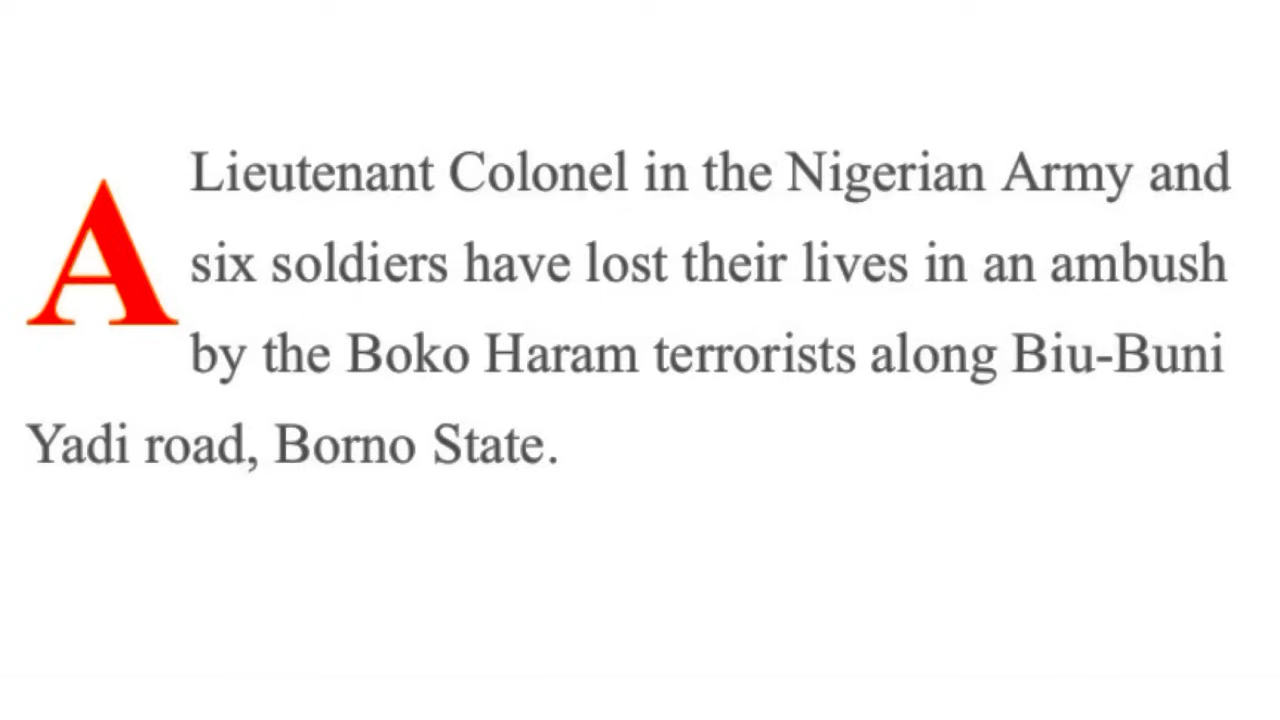 A Lieutenant Colonel in the Nigerian Army and
six soldiers have lost their lives in an ambush
by the Boko Haram terrorists along Biu-Buni
Yadi road, Borno State.